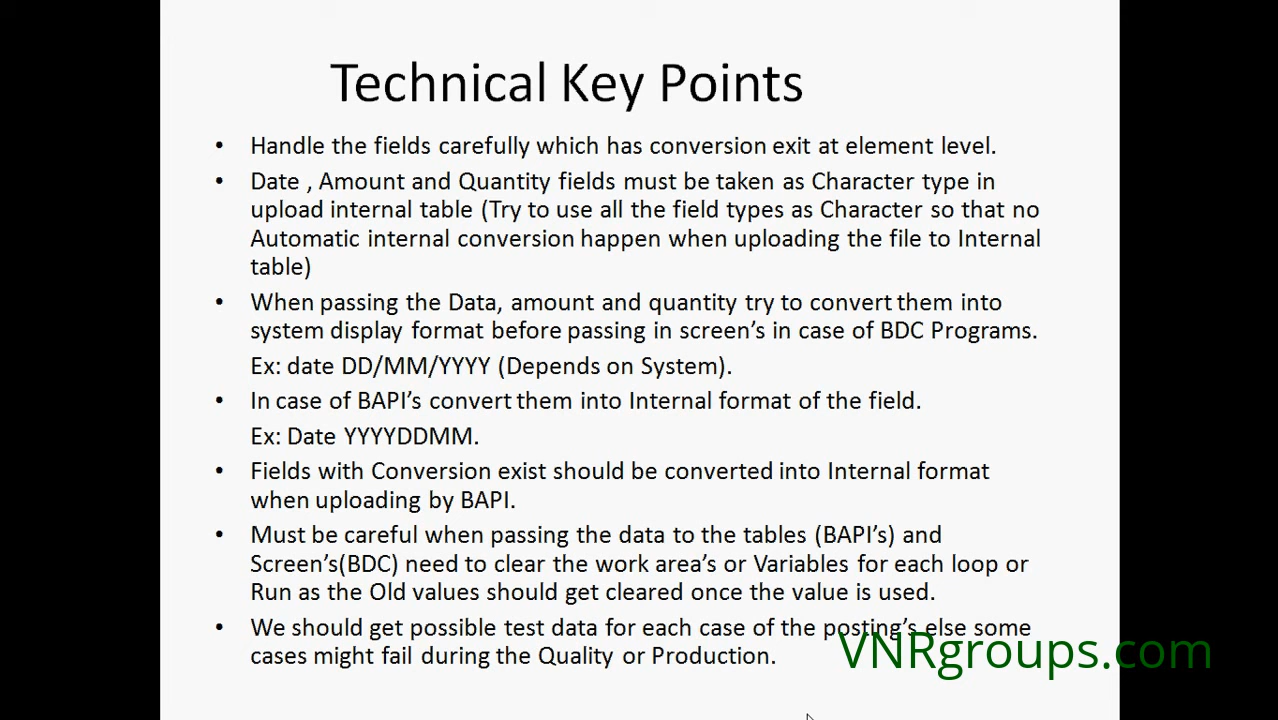 Technical Key Points
• Handle the fields carefully which has conversion exit at element level.
• Date , Amount and Quantity fields must be taken as Character type in
upload internal table (Try to use all the field types as Character so that no
Automatic internal conversion happen when uploading the file to Internal
table)
• When passing the Data, amount and quantity try to convert them into
system display format before passing in screen's in case of BDC Programs.
Ex: date DD/MM/YYYY (Depends on System).
• In case of BAPI's convert them into Internal format of the field.
Ex: Date YYYYDDMM.
• Fields with Conversion exist should be converted into Internal format
when uploading by BAPI.
• Must be careful when passing the data to the tables (BAPI's) and
Screen's(BDC) need to clear the work area's or Variables for each loop or
Run as the Old values should get cleared once the value is used.
• We should get possible test data for each case of the posting's else some
cases might fail during the Quality or Production.
VNRgroups.com